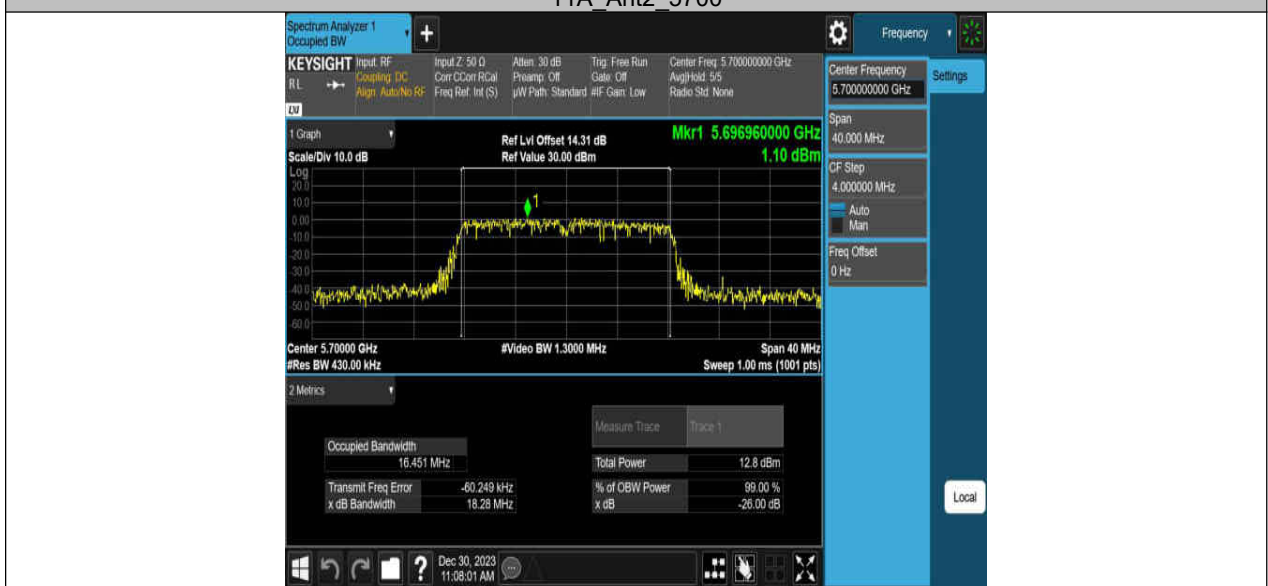 11A_Ant2_5700
Spectrum Analyzer 1
Occupied BW
+
Frequency
KEYSIGHT
RL
LXI
Input: RF
Coupling: DC
Align: Auto/No RF
Input Z: 50 Ω
Corr CCorr RCal
Freq Ref: Int (S)
Atten: 30 dB
Preamp: Off
µW Path: Standard
Trig: Free Run
Gate: Off
#IF Gain: Low
Center Freq: 5.700000000 GHz
Avg|Hold: 5/5
Radio Std: None
Center Frequency
5.700000000 GHz
Settings
Span
40.000 MHz
CF Step
4.000000 MHz
Auto
Man
Freq Offset
0 Hz
Local
1 Graph
Scale/Div 10.0 dB
Ref Lvl Offset 14.31 dB
Ref Value 30.00 dBm
Mkr1 5.696960000 GHz
1.10 dBm
Log
20.0
10.0
0.00
-10.0
-20.0
-30.0
-40.0
-50.0
-60.0
1
Center 5.70000 GHz
#Video BW 1.3000 MHz
Span 40 MHz
#Res BW 430.00 kHz
Sweep 1.00 ms (1001 pts)
2 Metrics
Measure Trace
Trace 1
Occupied Bandwidth
16.451 MHz
Total Power
12.8 dBm
Transmit Freq Error
-60.249 kHz
% of OBW Power
99.00 %
x dB Bandwidth
18.28 MHz
x dB
-26.00 dB
?
Dec 30, 2023
11:08:01 AM